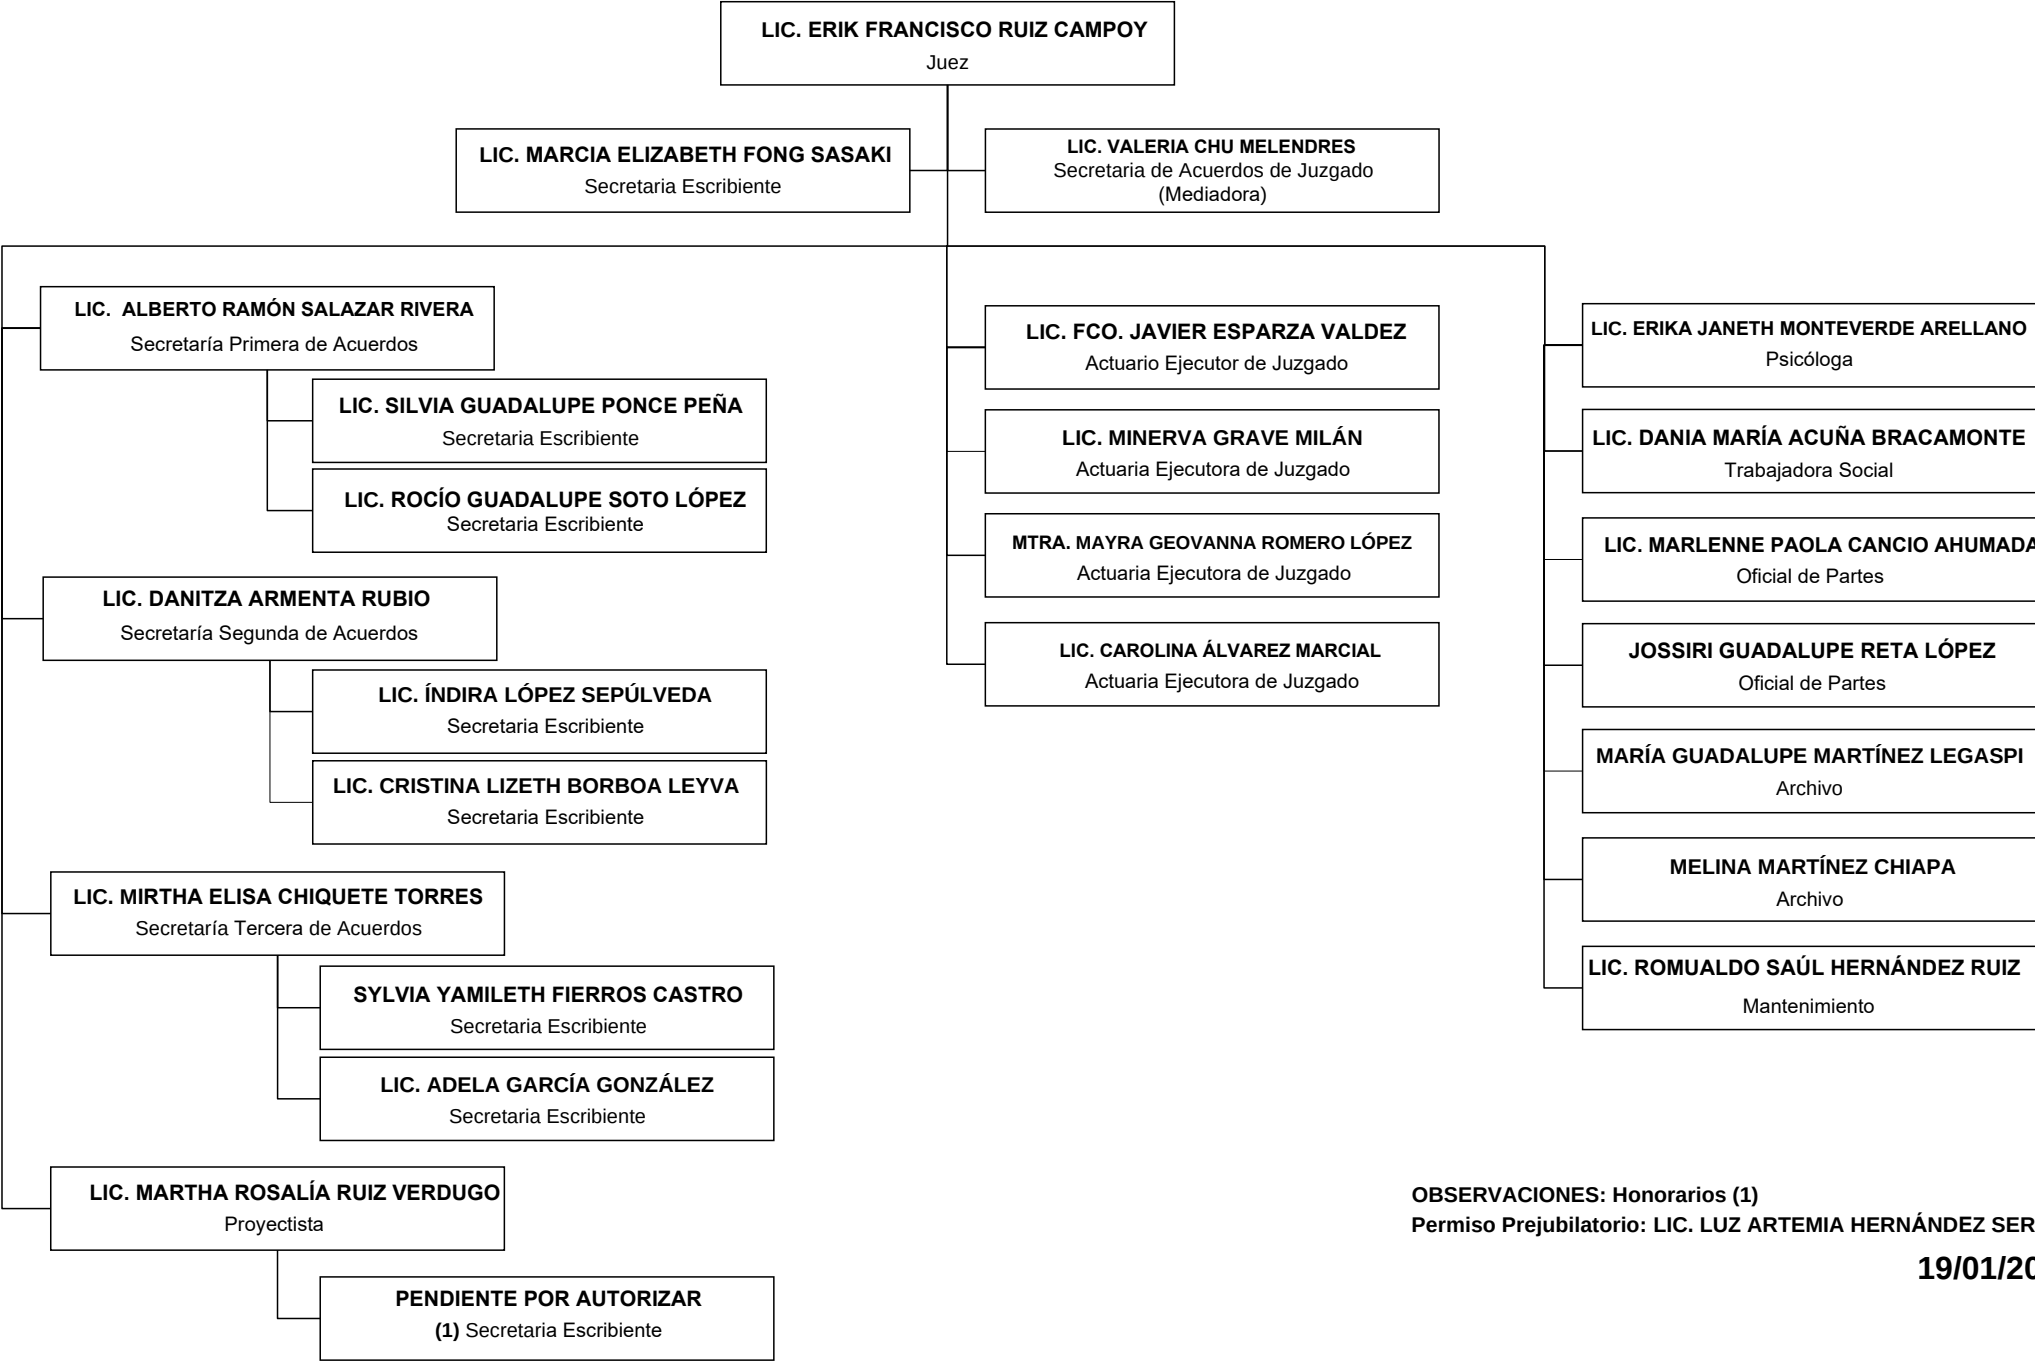 LIC. ERIK FRANCISCO RUIZ CAMPOY
Juez
LIC. MARCIA ELIZABETH FONG SASAKI
Secretaria Escribiente
LIC. VALERIA CHU MELENDRES
Secretaria de Acuerdos de Juzgado
(Mediadora)
LIC. ALBERTO RAMÓN SALAZAR RIVERA
Secretaría Primera de Acuerdos
LIC. SILVIA GUADALUPE PONCE PEÑA
Secretaria Escribiente
LIC. ROCÍO GUADALUPE SOTO LÓPEZ
Secretaria Escribiente
LIC. DANITZA ARMENTA RUBIO
Secretaría Segunda de Acuerdos
LIC. ÍNDIRA LÓPEZ SEPÚLVEDA
Secretaria Escribiente
LIC. CRISTINA LIZETH BORBOA LEYVA
Secretaria Escribiente
LIC. MIRTHA ELISA CHIQUETE TORRES
Secretaría Tercera de Acuerdos
SYLVIA YAMILETH FIERROS CASTRO
Secretaria Escribiente
LIC. ADELA GARCÍA GONZÁLEZ
Secretaria Escribiente
LIC. MARTHA ROSALÍA RUIZ VERDUGO
Proyectista
PENDIENTE POR AUTORIZAR
(1) Secretaria Escribiente
LIC. FCO. JAVIER ESPARZA VALDEZ
Actuario Ejecutor de Juzgado
LIC. MINERVA GRAVE MILÁN
Actuaria Ejecutora de Juzgado
MTRA. MAYRA GEOVANNA ROMERO LÓPEZ
Actuaria Ejecutora de Juzgado
LIC. CAROLINA ÁLVAREZ MARCIAL
Actuaria Ejecutora de Juzgado
LIC. ERIKA JANETH MONTEVERDE ARELLANO
Psicóloga
LIC. DANIA MARÍA ACUÑA BRACAMONTE
Trabajadora Social
LIC. MARLENNE PAOLA CANCIO AHUMADA
Oficial de Partes
JOSSIRI GUADALUPE RETA LÓPEZ
Oficial de Partes
MARÍA GUADALUPE MARTÍNEZ LEGASPI
Archivo
MELINA MARTÍNEZ CHIAPA
Archivo
LIC. ROMUALDO SAÚL HERNÁNDEZ RUIZ
Mantenimiento
OBSERVACIONES: Honorarios (1)
Permiso Prejubilatorio: LIC. LUZ ARTEMIA HERNÁNDEZ SER
19/01/20